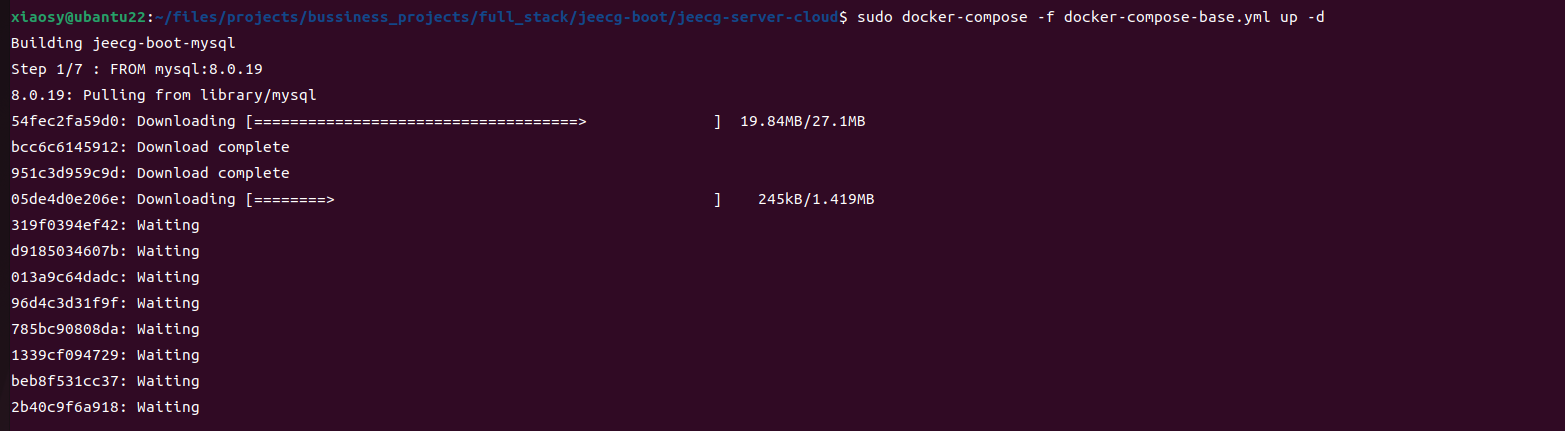 xiaosy@ubantu22:~/files/projects/bussiness_projects/full_stack/jeecg-boot/jeecg-server-cloud$ sudo docker-compose -f docker-compose-base.yml up -d
Building jeecg-boot-mysql
Step 1/7 : FROM mysql:8.0.19
8.0.19: Pulling from library/mysql
54fec2fa59d0: Downloading [====================================>              ]  19.84MB/27.1MB
bcc6c6145912: Download complete
951c3d959c9d: Download complete
05de4d0e206e: Downloading [========>                                          ]    245kB/1.419MB
319f0394ef42: Waiting
d9185034607b: Waiting
013a9c64dadc: Waiting
96d4c3d31f9f: Waiting
785bc90808da: Waiting
1339cf094729: Waiting
beb8f531cc37: Waiting
2b40c9f6a918: Waiting